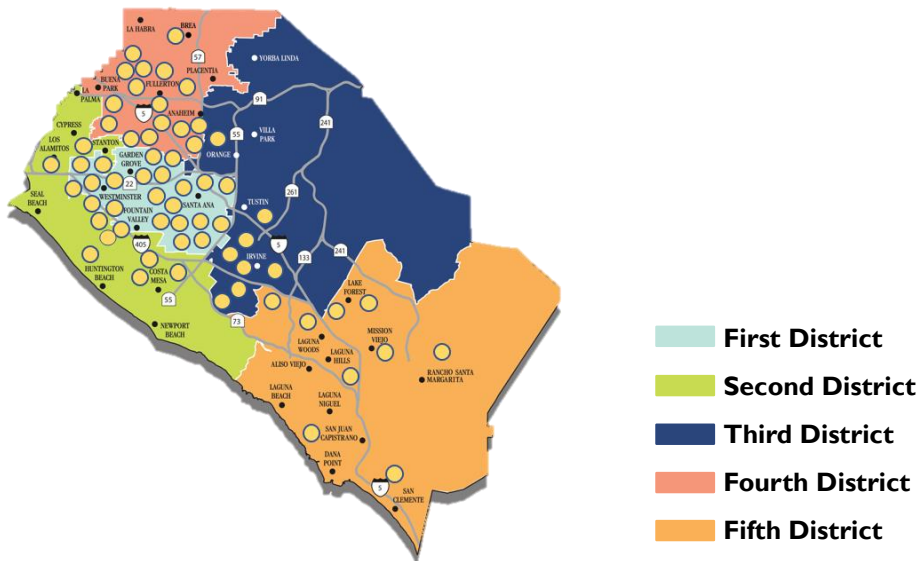 LA HABRA
BREA
57
YORBA LINDA
PLACENTIA
BUENA
PARK
FULLERTON
LA
PALMA
91
5
ANAHEIM
241
CYPRESS
55
VILLA
PARK
LOS
ALAMITOS
STANTON
ORANGE
GARDEN
GROVE
22
WESTMINSTER
261
SEAL
BEACH
SANTA ANA
TUSTIN
FOUNTAIN
VALLEY
405
5
241
133
IRVINE
HUNTINGTON
BEACH
COSTA
MESA
55
LAKE
FOREST
73
NEWPORT
BEACH
LAGUNA
WOODS
MISSION
VIEJO
LAGUNA
HILLS
ALISO VIEJO
RANCHO SANTA
MARGARITA
LAGUNA
BEACH
LAGUNA
NIGUEL
SAN JUAN
CAPISTRANO
DANA
POINT
5
SAN
CLEMENTE
First District
Second District
Third District
Fourth District
Fifth District